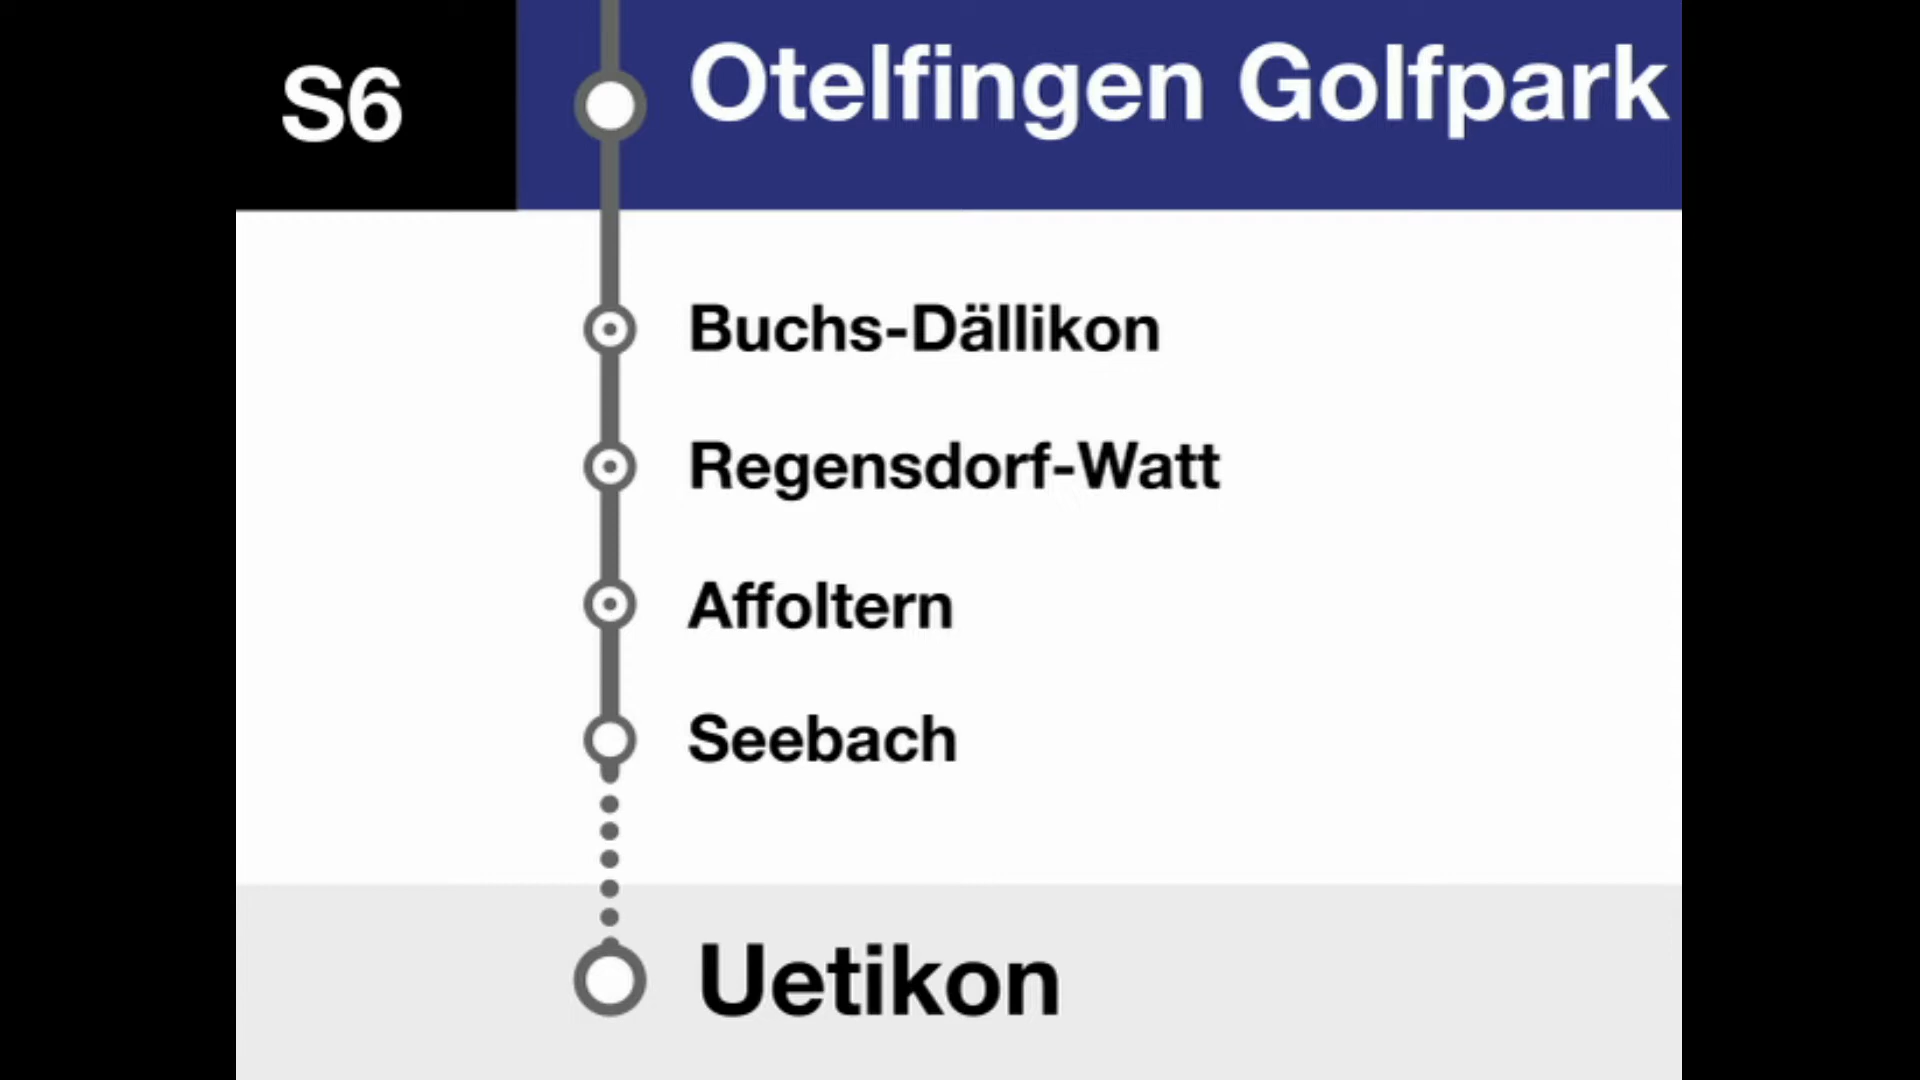 S6
Otelfingen Golfpark
Buchs-Dällikon
Regensdorf-Watt
Affoltern
Seebach
Uetikon